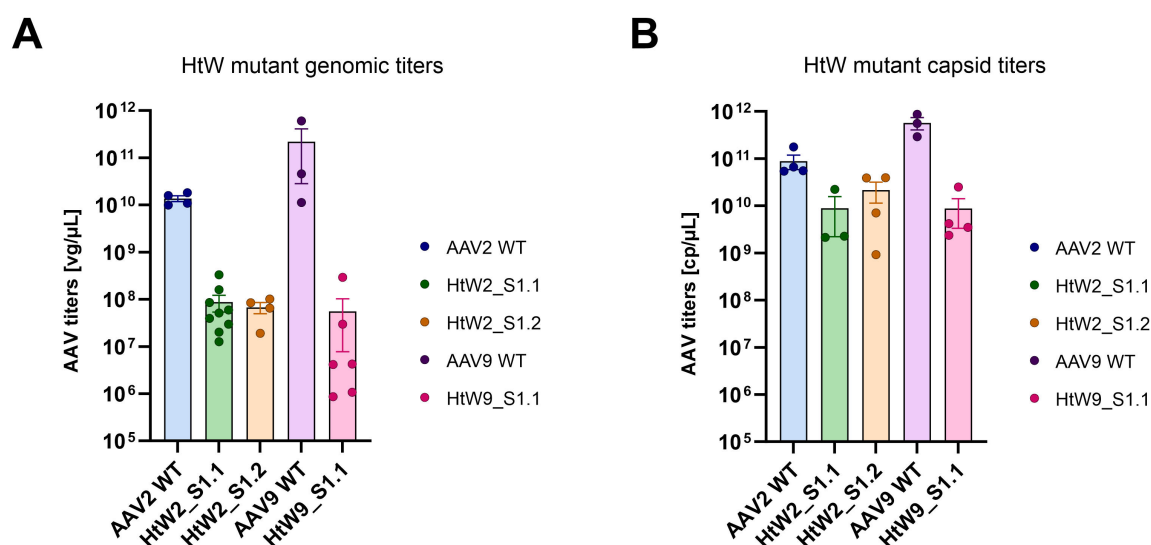 A
HtW mutant genomic titers
AAV titers [vg/µL]
10¹²
10¹¹
10¹⁰
10⁹
10⁸
10⁷
10⁶
10⁵
AAV2 WT
HtW2_S1.1
HtW2_S1.2
AAV9 WT
HtW9_S1.1
AAV2 WT
HtW2_S1.1
HtW2_S1.2
AAV9 WT
HtW9_S1.1
B
HtW mutant capsid titers
AAV titers [cp/µL]
10¹²
10¹¹
10¹⁰
10⁹
10⁸
10⁷
10⁶
10⁵
AAV2 WT
HtW2_S1.1
HtW2_S1.2
AAV9 WT
HtW9_S1.1
AAV2 WT
HtW2_S1.1
HtW2_S1.2
AAV9 WT
HtW9_S1.1